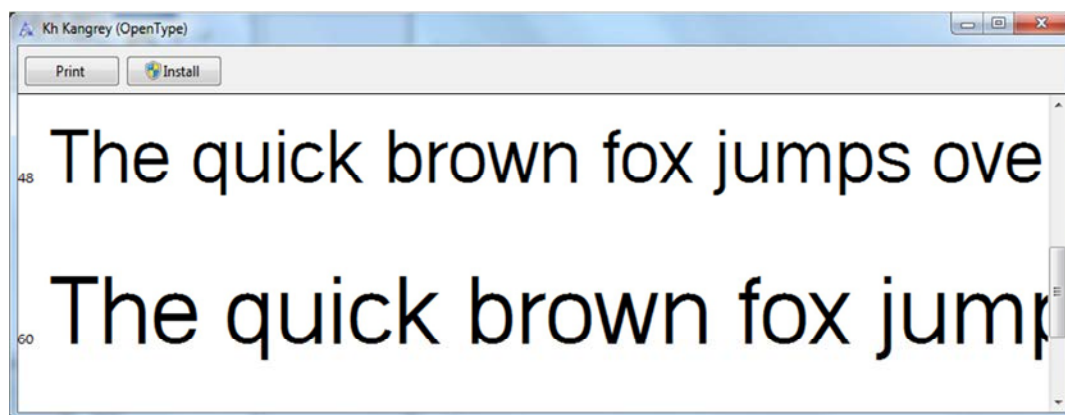 Kh Kangrey (OpenType)
Print Install
48 The quick brown fox jumps ove
60 The quick brown fox jump